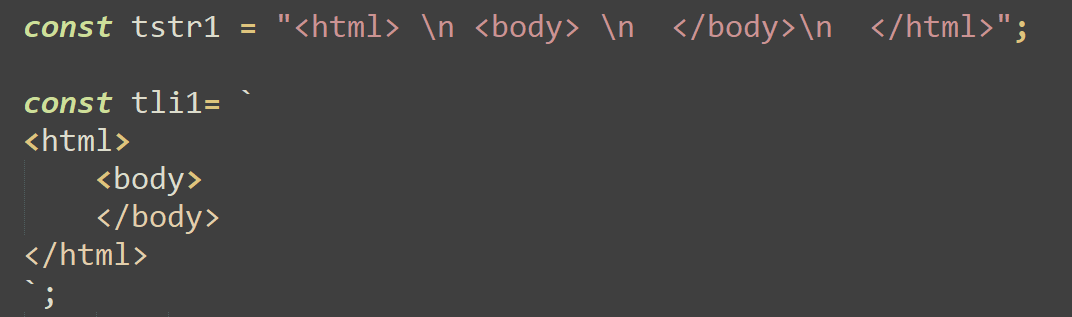 const tstr1 = "<html> \n <body> \n  </body>\n  </html>";
const tli1= `
<html>
    <body>
    </body>
</html>
`;